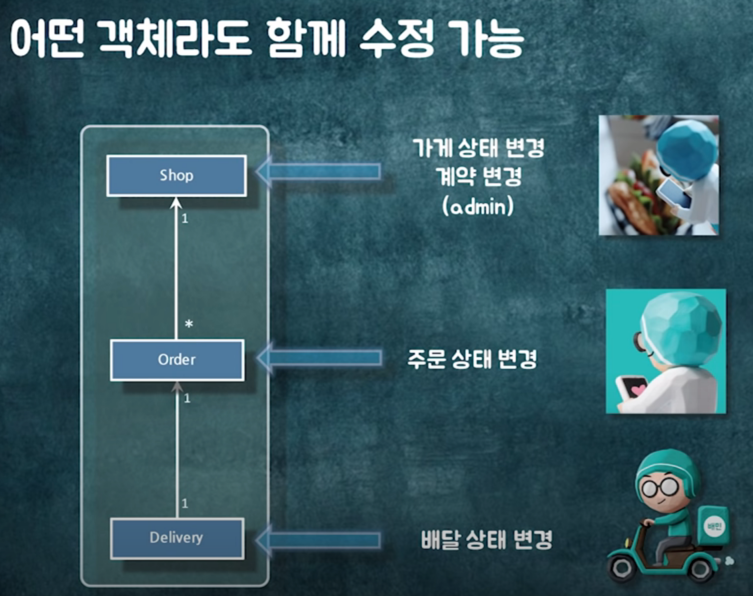 어떤 객체라도 함께 수정 가능
Shop
가게 상태 변경
계약 변경
(admin)
1
*
Order
주문 상태 변경
1
1
Delivery
배달 상태 변경
배민